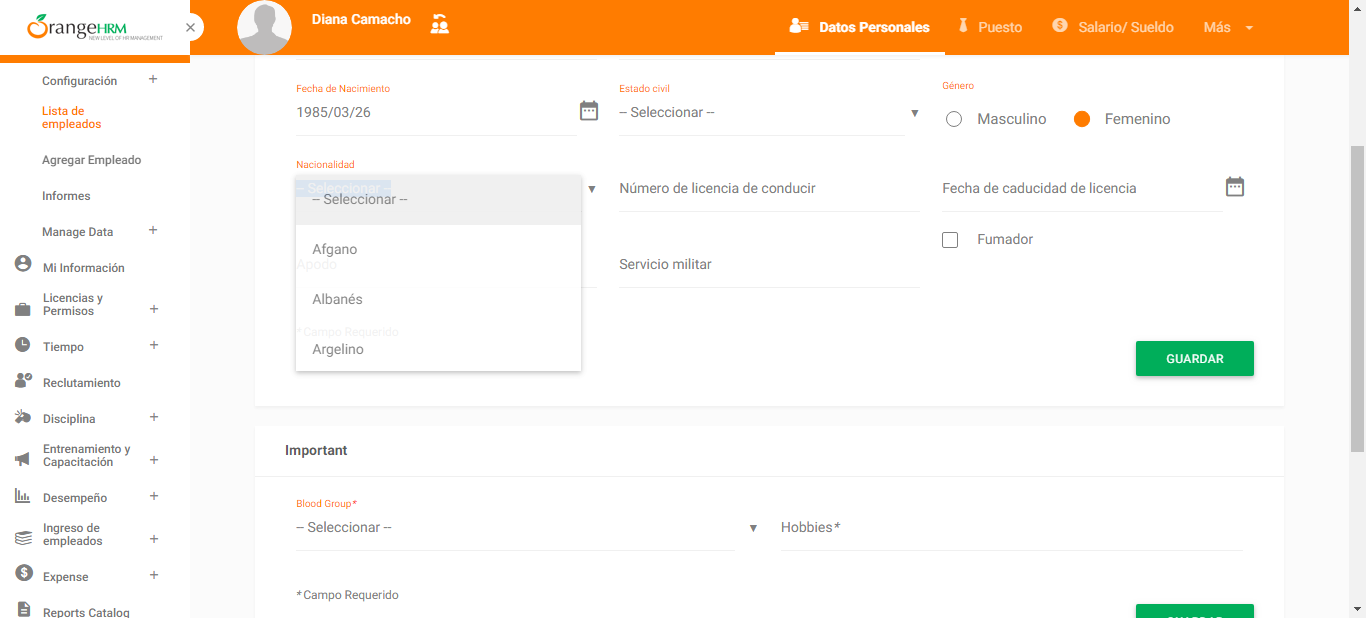 OrangeHRM
NEW LEVEL OF HR MANAGEMENT
Diana Camacho
Datos Personales
Puesto
Salario/ Sueldo
Más
Configuración
Lista de
empleados
Agregar Empleado
Informes
Manage Data
Mi Información
Licencias y
Permisos
Tiempo
Reclutamiento
Disciplina
Entrenamiento y
Capacitación
Desempeño
Ingreso de
empleados
Expense
Reports Catalog
Fecha de Nacimiento
1985/03/26
Estado civil
-- Seleccionar --
Género
Masculino
Femenino
Nacionalidad
-- Seleccionar --
-- Seleccionar --
Afgano
Apodo
Albanés
* Campo Requerido
Argelino
Número de licencia de conducir
Fecha de caducidad de licencia
Fumador
Servicio militar
GUARDAR
Important
Blood Group*
-- Seleccionar --
Hobbies*
* Campo Requerido
GUARDAR